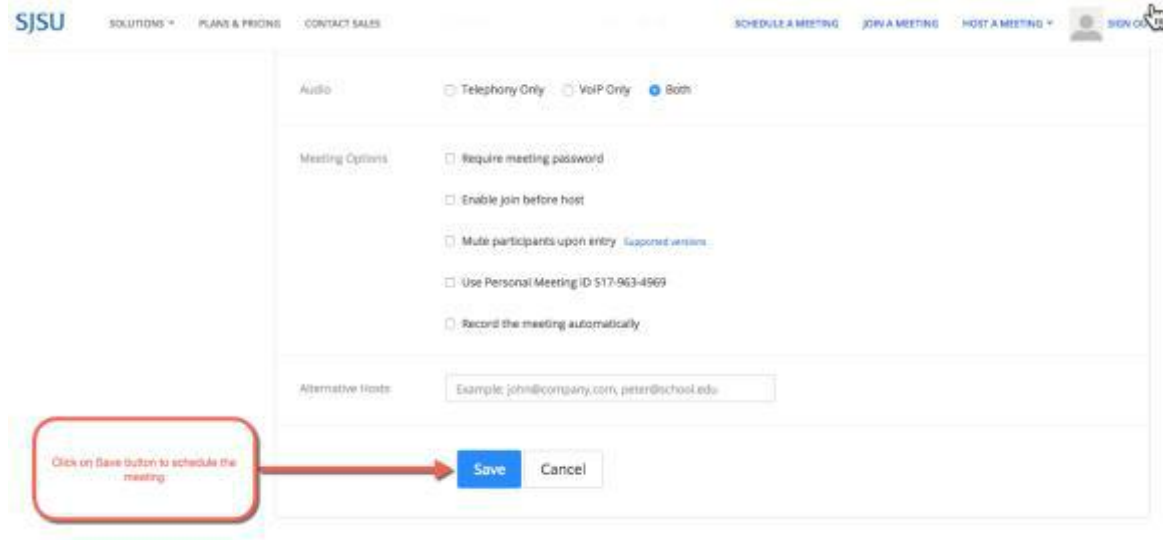 SJSU SOLUTIONS PLANS & PRICING CONTACT SALES SCHEDULE A MEETING JOIN A MEETING HOST A MEETING SIGN
Audio Telephony Only VoIP Only Both
Meeting Options Require meeting password
Enable join before host
Mute participants upon entry Supported versions
Use Personal Meeting ID 517-963-4969
Record the meeting automatically
Alternative Hosts Example: john@company.com, peter@school.edu
Click on Save button to schedule the
meeting
Save Cancel